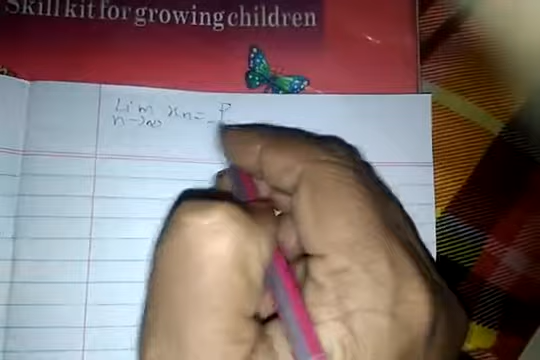 Skill kit for growing children
Lim xn =
n→∞